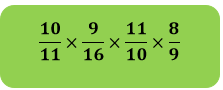 10/11 × 9/16 × 11/10 × 8/9